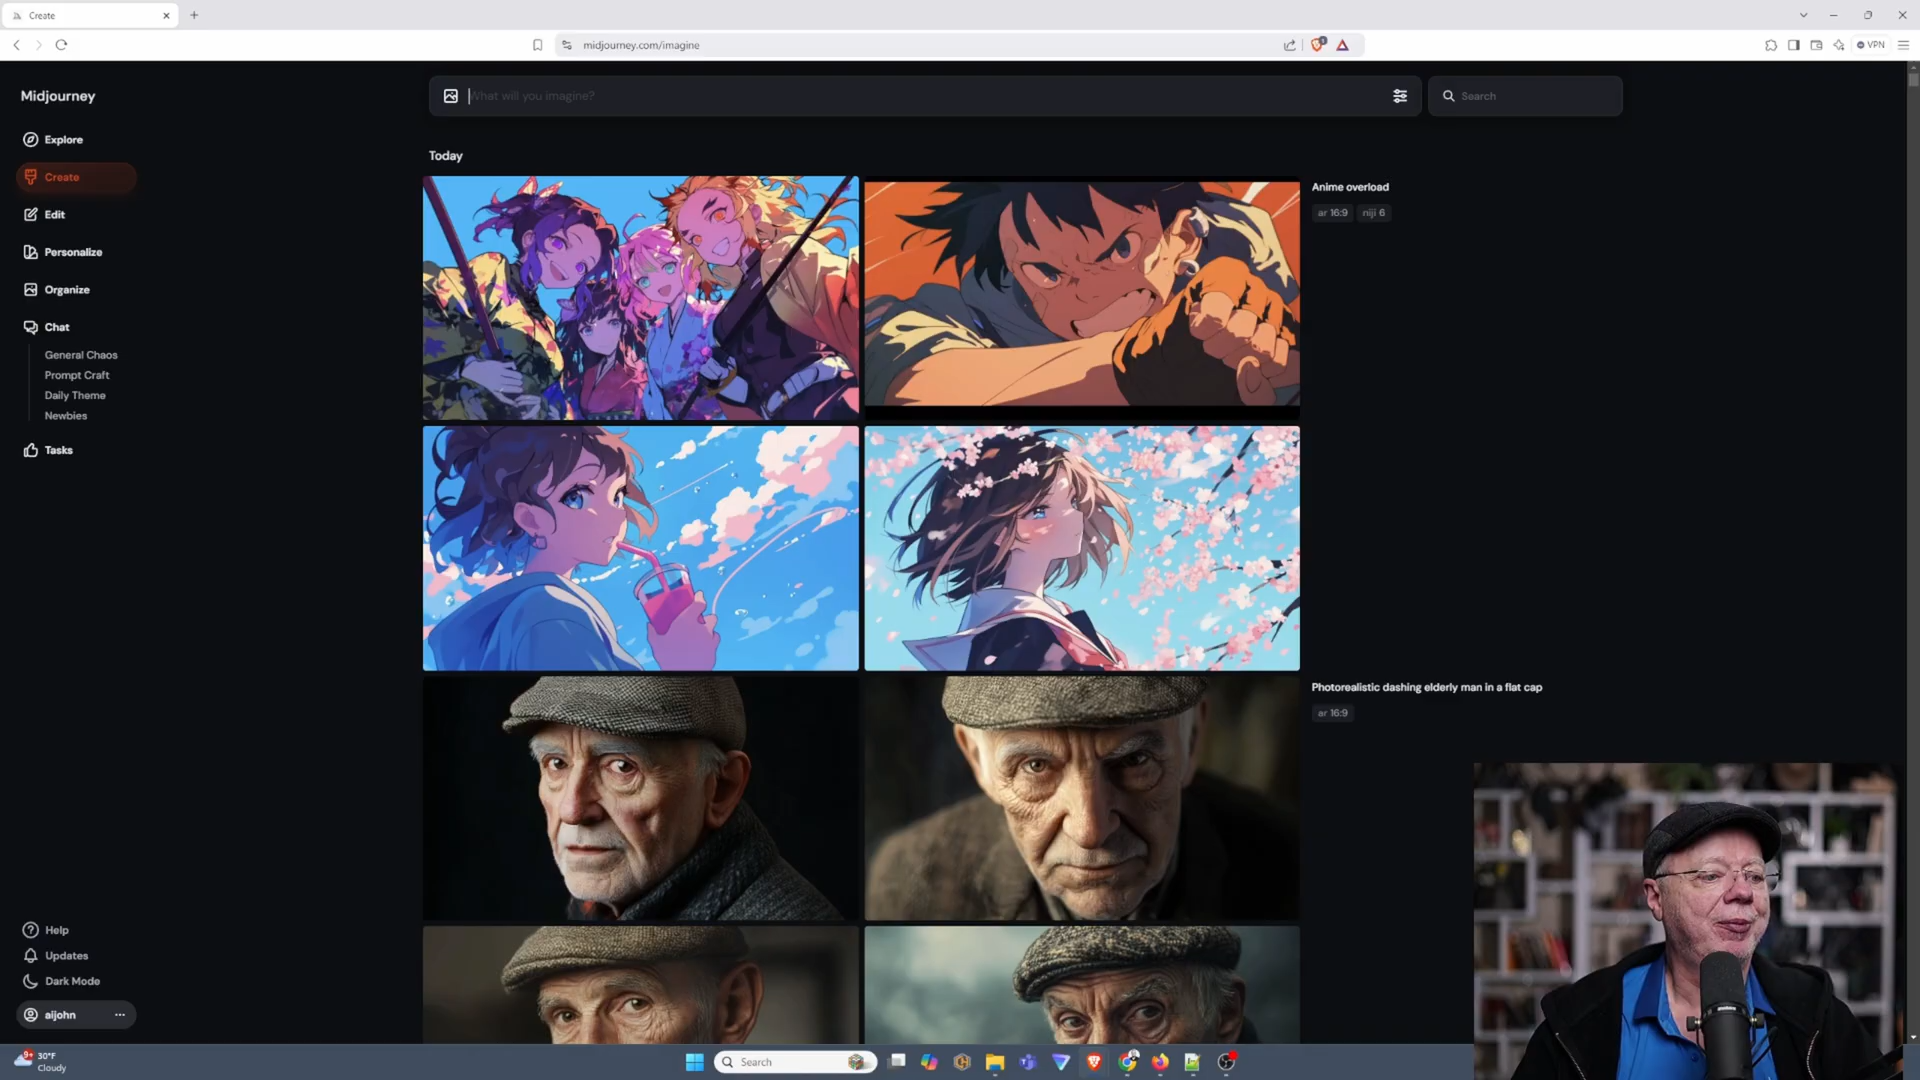 Create
midjourney.com/imagine
VPN
Midjourney
What will you imagine?
Search
Explore
Create
Edit
Personalize
Organize
Chat
General Chaos
Prompt Craft
Daily Theme
Newbies
Tasks
Today
Anime overload
ar 16:9
niji 6
Photorealistic dashing elderly man in a flat cap
ar 16:9
Help
Updates
Dark Mode
aijohn
9+
30°F
Cloudy
Search